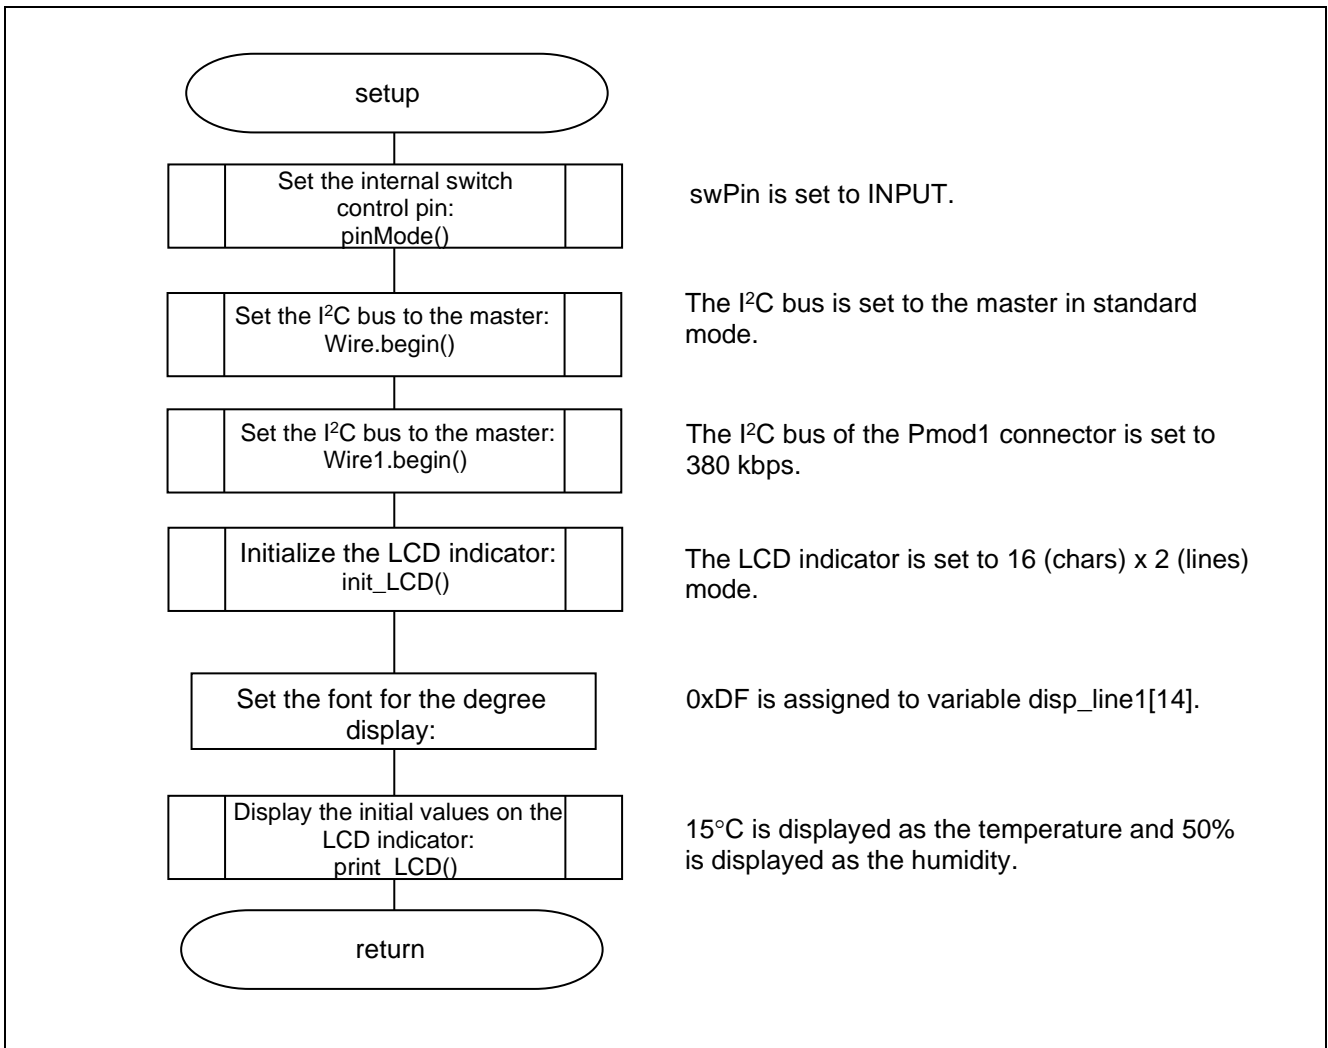 setup
Set the internal switch
control pin:
pinMode()
swPin is set to INPUT.
Set the I²C bus to the master:
Wire.begin()
The I²C bus is set to the master in standard
mode.
Set the I²C bus to the master:
Wire1.begin()
The I²C bus of the Pmod1 connector is set to
380 kbps.
Initialize the LCD indicator:
init_LCD()
The LCD indicator is set to 16 (chars) x 2 (lines)
mode.
Set the font for the degree
display:
0xDF is assigned to variable disp_line1[14].
Display the initial values on the
LCD indicator:
print_LCD()
15°C is displayed as the temperature and 50%
is displayed as the humidity.
return